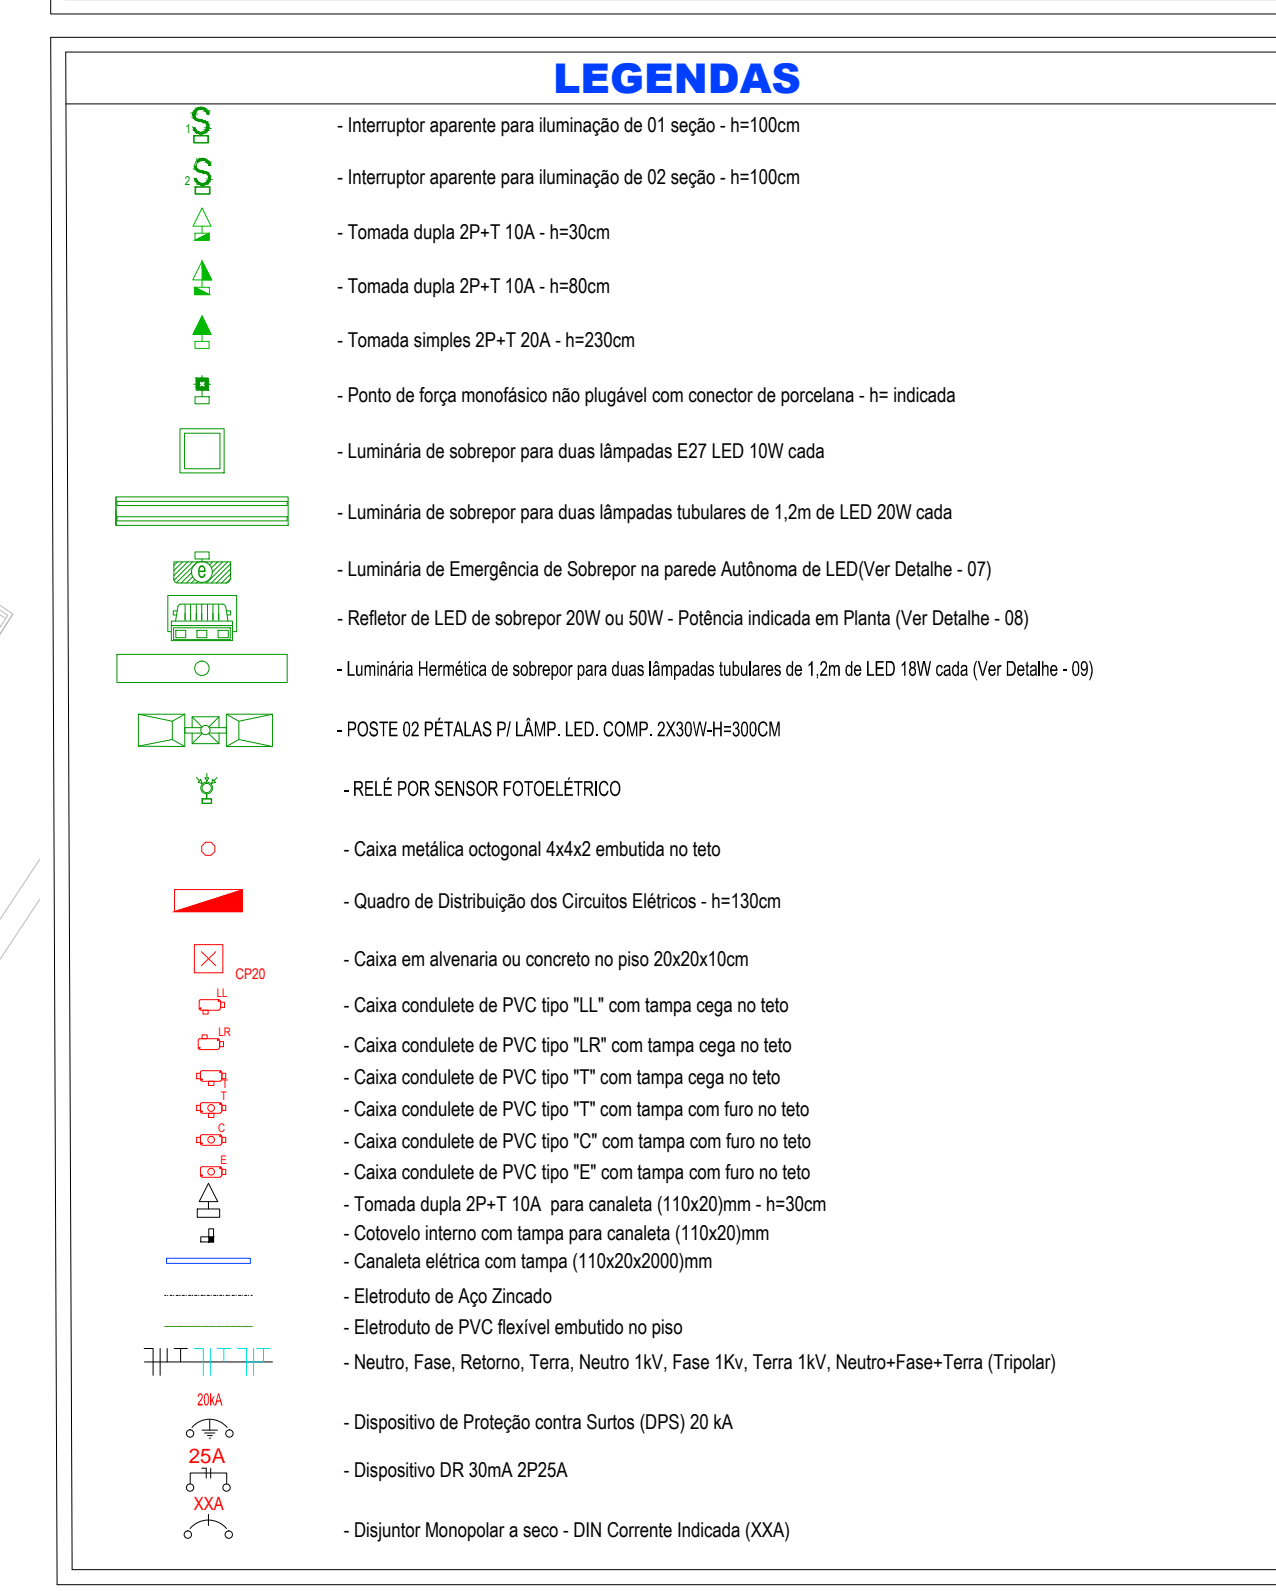 LEGENDAS
1 S - Interruptor aparente para iluminação de 01 seção - h=100cm
2 S - Interruptor aparente para iluminação de 02 seção - h=100cm
- Tomada dupla 2P+T 10A - h=30cm
- Tomada dupla 2P+T 10A - h=80cm
- Tomada simples 2P+T 20A - h=230cm
- Ponto de força monofásico não plugável com conector de porcelana - h= indicada
- Luminária de sobrepor para duas lâmpadas E27 LED 10W cada
- Luminária de sobrepor para duas lâmpadas tubulares de 1,2m de LED 20W cada
e - Luminária de Emergência de Sobrepor na parede Autônoma de LED(Ver Detalhe - 07)
- Refletor de LED de sobrepor 20W ou 50W - Potência indicada em Planta (Ver Detalhe - 08)
- Luminária Hermética de sobrepor para duas lâmpadas tubulares de 1,2m de LED 18W cada (Ver Detalhe - 09)
- POSTE 02 PÉTALAS P/ LÂMP. LED. COMP. 2X30W-H=300CM
- RELÉ POR SENSOR FOTOELÉTRICO
- Caixa metálica octogonal 4x4x2 embutida no teto
- Quadro de Distribuição dos Circuitos Elétricos - h=130cm
CP20 - Caixa em alvenaria ou concreto no piso 20x20x10cm
LL - Caixa condulete de PVC tipo "LL" com tampa cega no teto
LR - Caixa condulete de PVC tipo "LR" com tampa cega no teto
T - Caixa condulete de PVC tipo "T" com tampa cega no teto
T - Caixa condulete de PVC tipo "T" com tampa com furo no teto
C - Caixa condulete de PVC tipo "C" com tampa com furo no teto
E - Caixa condulete de PVC tipo "E" com tampa com furo no teto
- Tomada dupla 2P+T 10A para canaleta (110x20)mm - h=30cm
- Cotovelo interno com tampa para canaleta (110x20)mm
- Canaleta elétrica com tampa (110x20x2000)mm
- Eletroduto de Aço Zincado
- Eletroduto de PVC flexível embutido no piso
- Neutro, Fase, Retorno, Terra, Neutro 1kV, Fase 1Kv, Terra 1kV, Neutro+Fase+Terra (Tripolar)
20kA
- Dispositivo de Proteção contra Surtos (DPS) 20 kA
25A
- Dispositivo DR 30mA 2P25A
XXA
- Disjuntor Monopolar a seco - DIN Corrente Indicada (XXA)